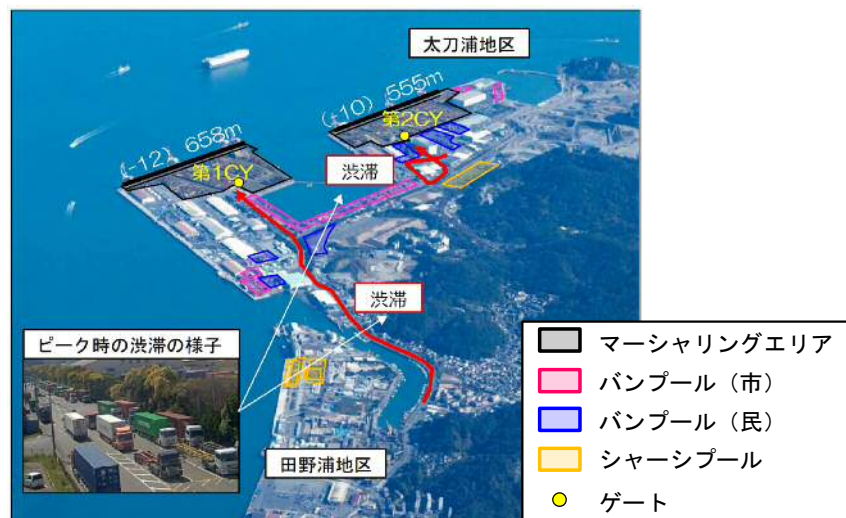 太刀浦地区
(-10) 555m
第2CY
(-12) 658m
第1CY
渋滞
渋滞
ピーク時の渋滞の様子
田野浦地区
マーシャリングエリア
バンプール（市）
バンプール（民）
シャーシプール
ゲート